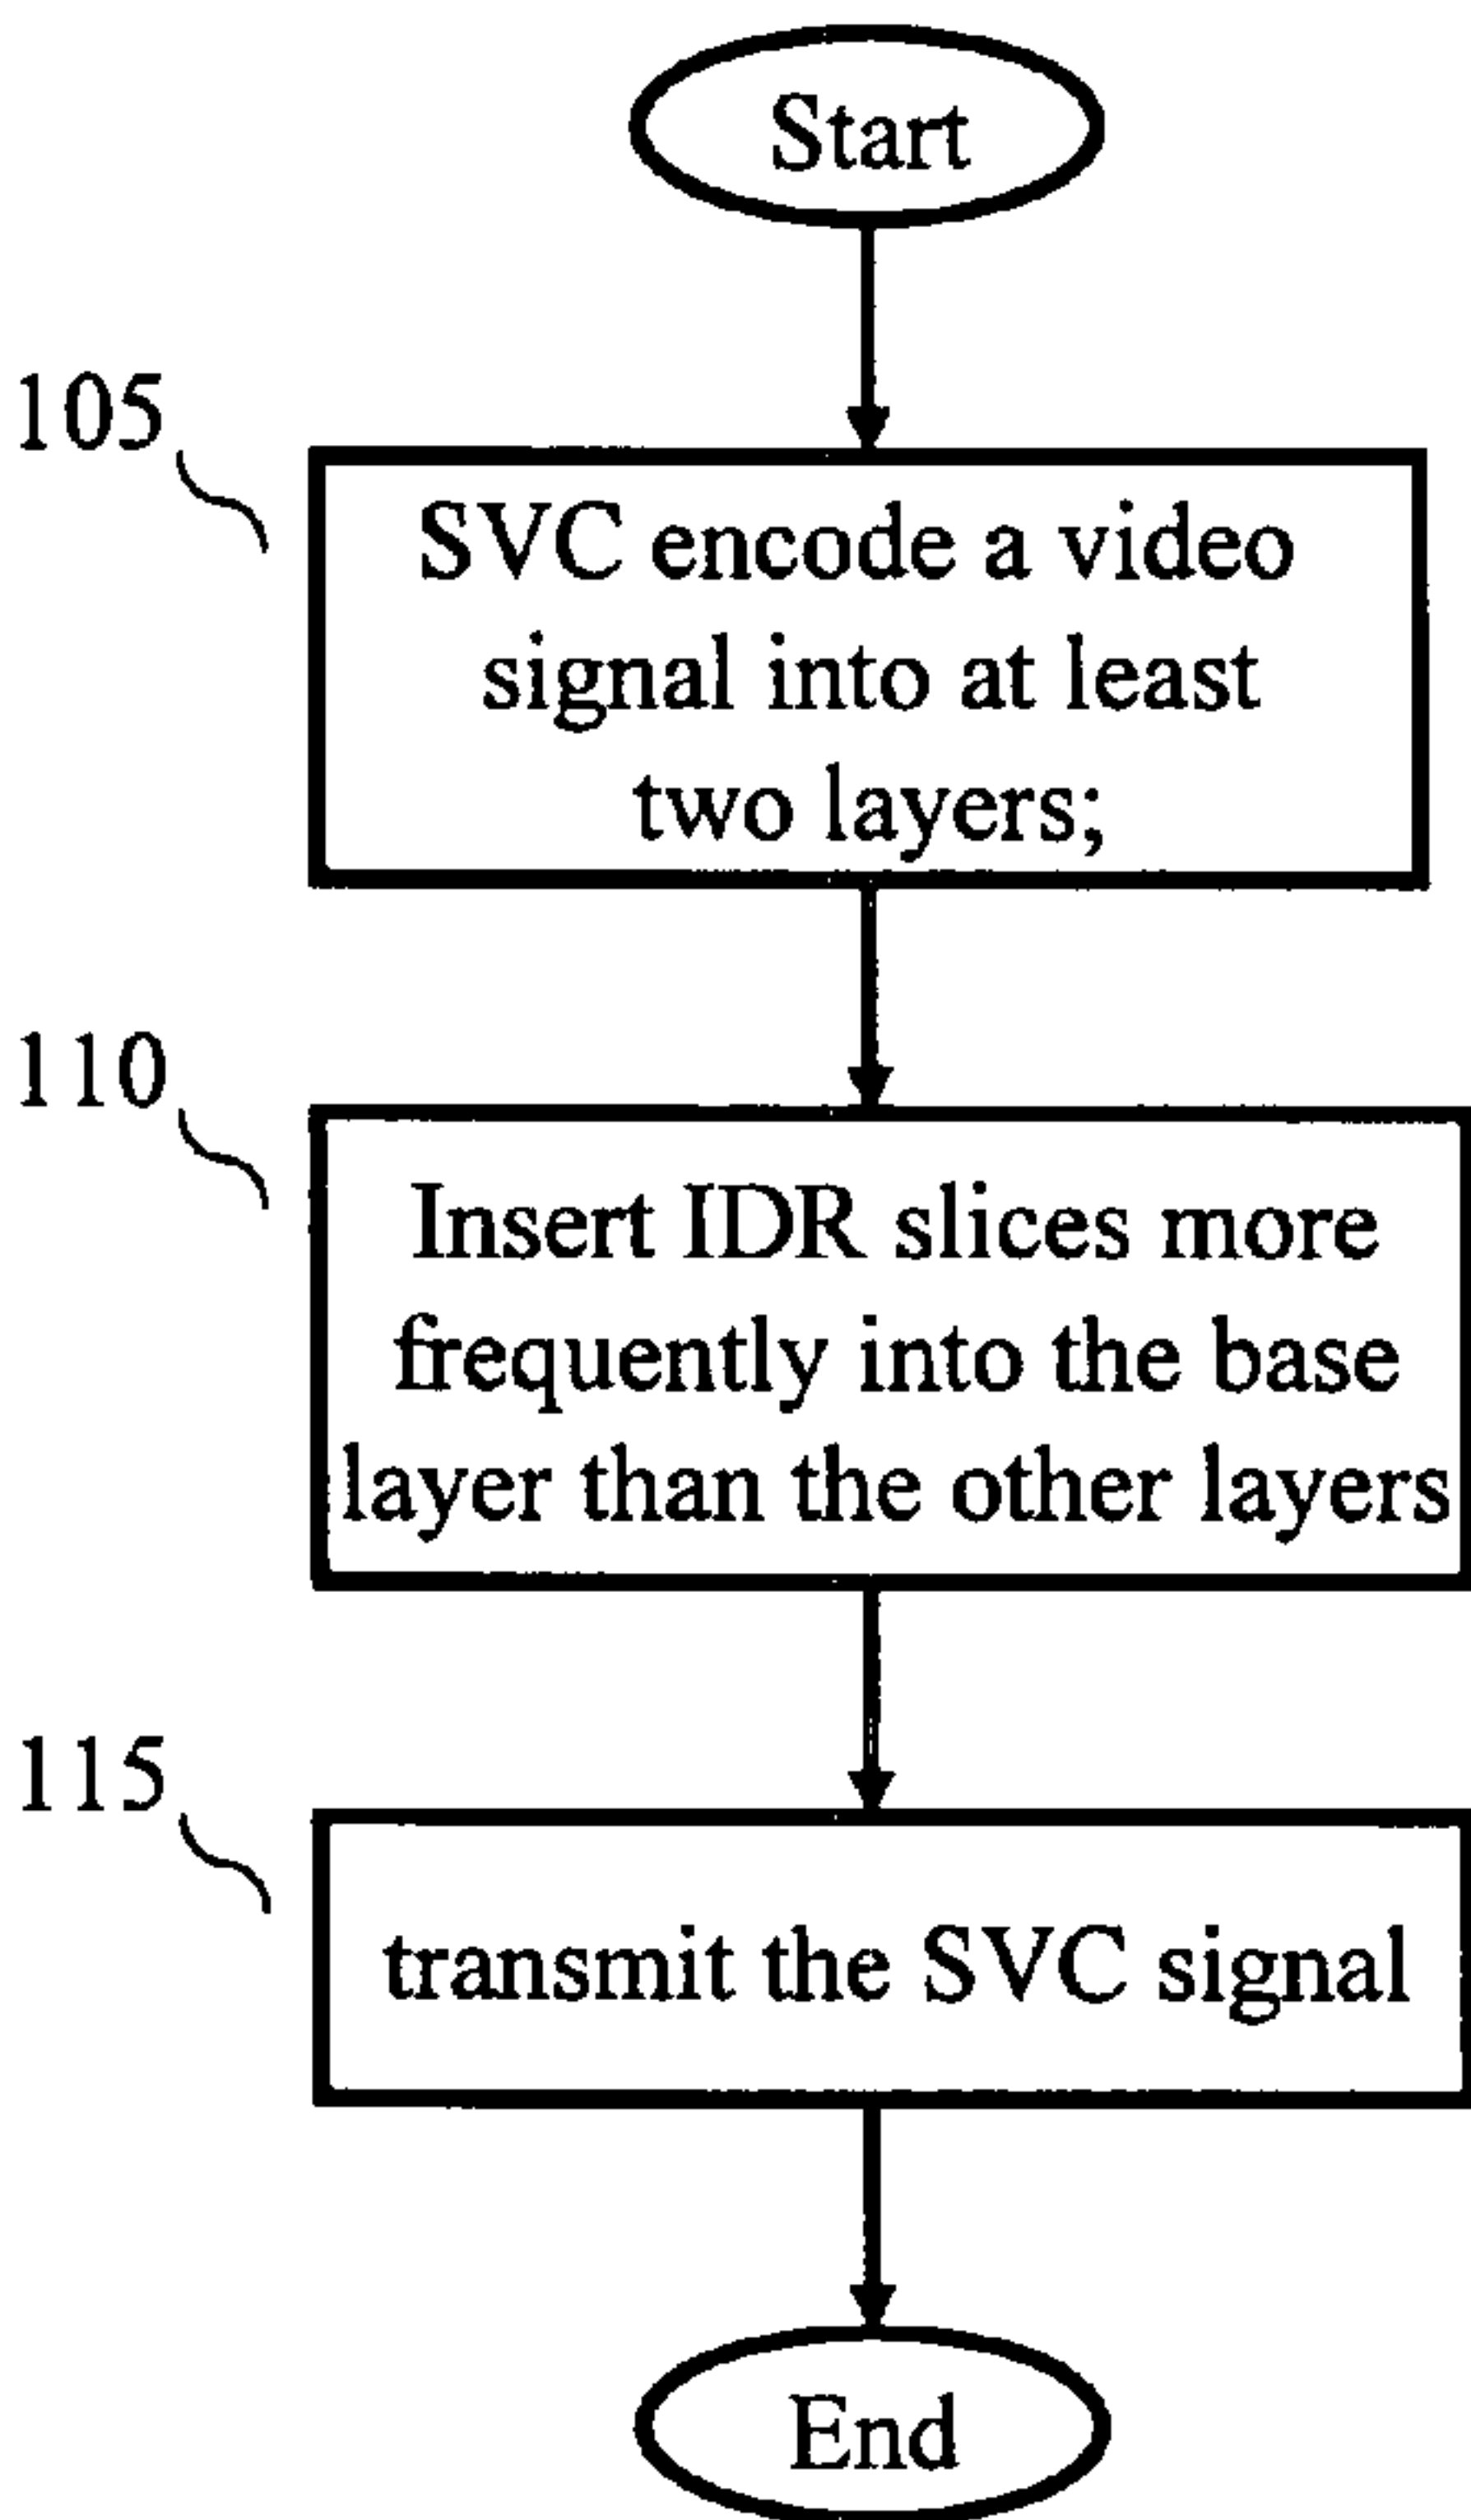 Start
105
SVC encode a video
signal into at least
two layers;
110
Insert IDR slices more
frequently into the base
layer than the other layers
115
transmit the SVC signal
End